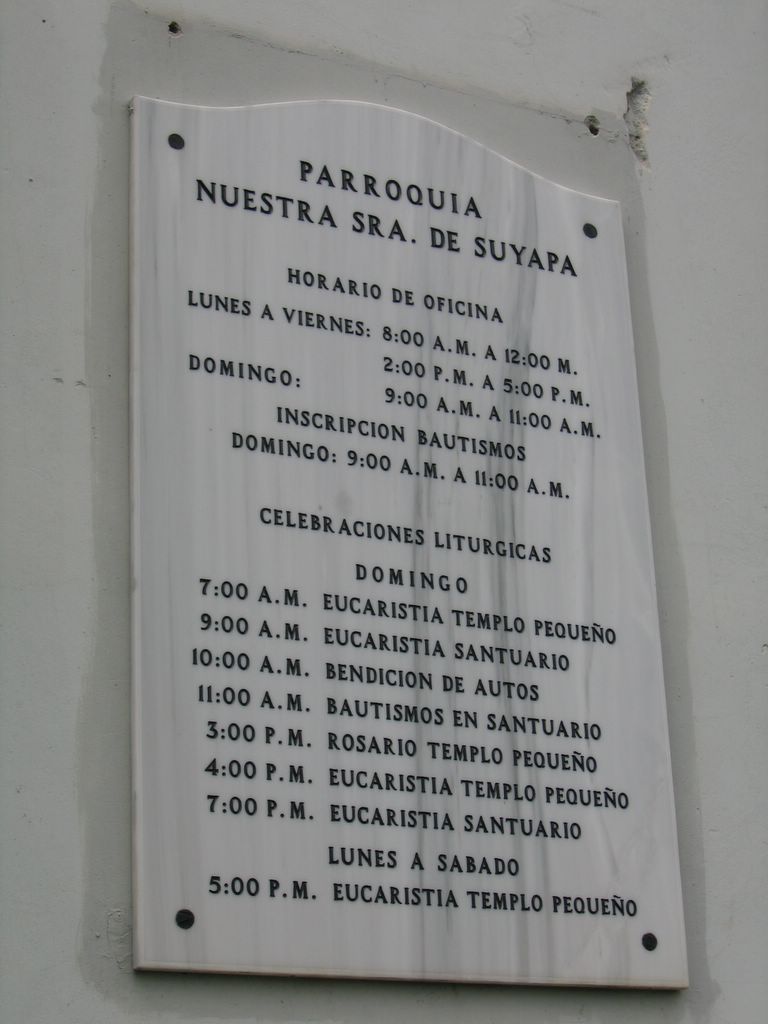 PARROQUIA
NUESTRA SRA. DE SUYAPA
HORARIO DE OFICINA
LUNES A VIERNES: 8:00 A.M. A 12:00 M.
2:00 P.M. A 5:00 P.M.
DOMINGO: 9:00 A.M. A 11:00 A.M.
INSCRIPCION BAUTISMOS
DOMINGO: 9:00 A.M. A 11:00 A.M.
CELEBRACIONES LITURGICAS
DOMINGO
7:00 A.M. EUCARISTIA TEMPLO PEQUEÑO
9:00 A.M. EUCARISTIA SANTUARIO
10:00 A.M. BENDICION DE AUTOS
11:00 A.M. BAUTISMOS EN SANTUARIO
3:00 P.M. ROSARIO TEMPLO PEQUEÑO
4:00 P.M. EUCARISTIA TEMPLO PEQUEÑO
7:00 P.M. EUCARISTIA SANTUARIO
LUNES A SABADO
5:00 P.M. EUCARISTIA TEMPLO PEQUEÑO